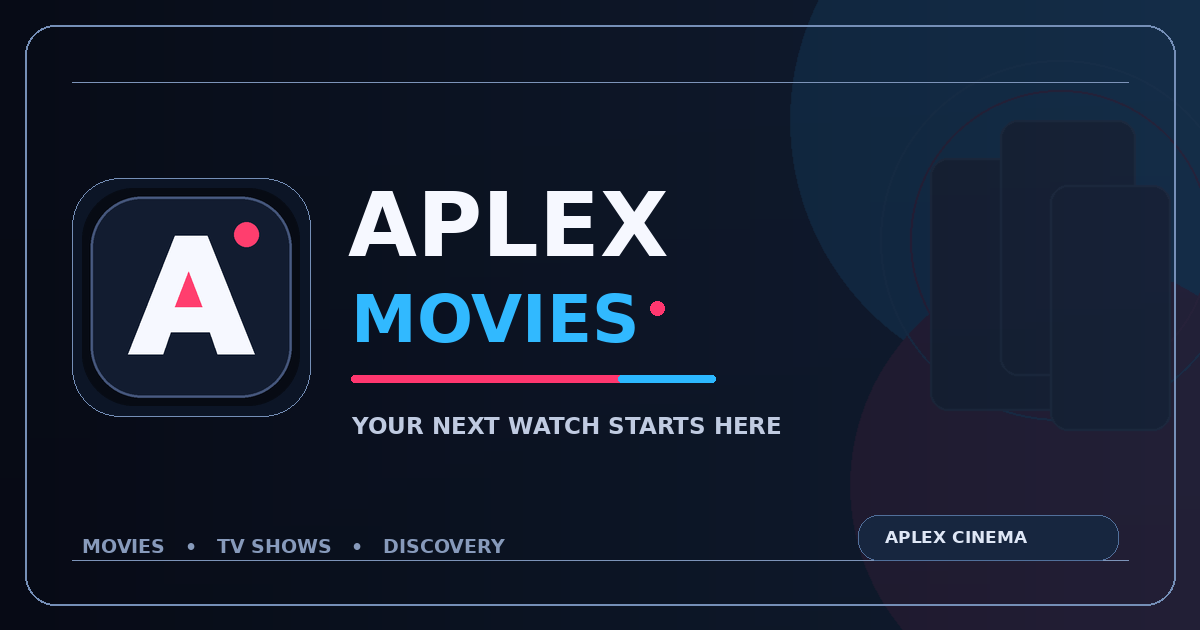 A
APLEX
MOVIES
YOUR NEXT WATCH STARTS HERE
MOVIES • TV SHOWS • DISCOVERY
APLEX CINEMA